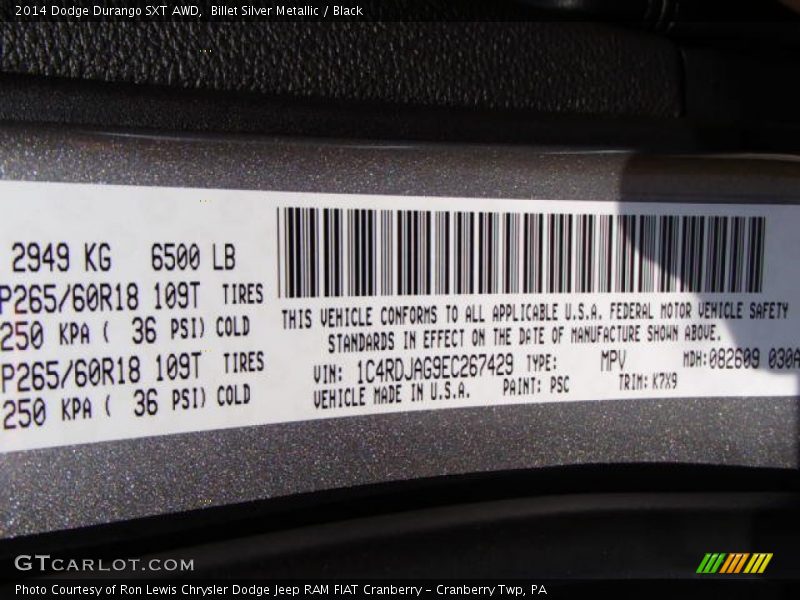 2014 Dodge Durango SXT AWD, Billet Silver Metallic / Black
2949 KG 6500 LB
P265/60R18 109T TIRES
250 KPA ( 36 PSI) COLD
P265/60R18 109T TIRES
250 KPA ( 36 PSI) COLD
THIS VEHICLE CONFORMS TO ALL APPLICABLE U.S.A. FEDERAL MOTOR VEHICLE SAFETY
STANDARDS IN EFFECT ON THE DATE OF MANUFACTURE SHOWN ABOVE.
VIN: 1C4RDJAG9EC267429 TYPE: MPV MDH:082609 030A
VEHICLE MADE IN U.S.A. PAINT: PSC TRIM: K7X9
GTCARLOT.COM
Photo Courtesy of Ron Lewis Chrysler Dodge Jeep RAM FIAT Cranberry - Cranberry Twp, PA